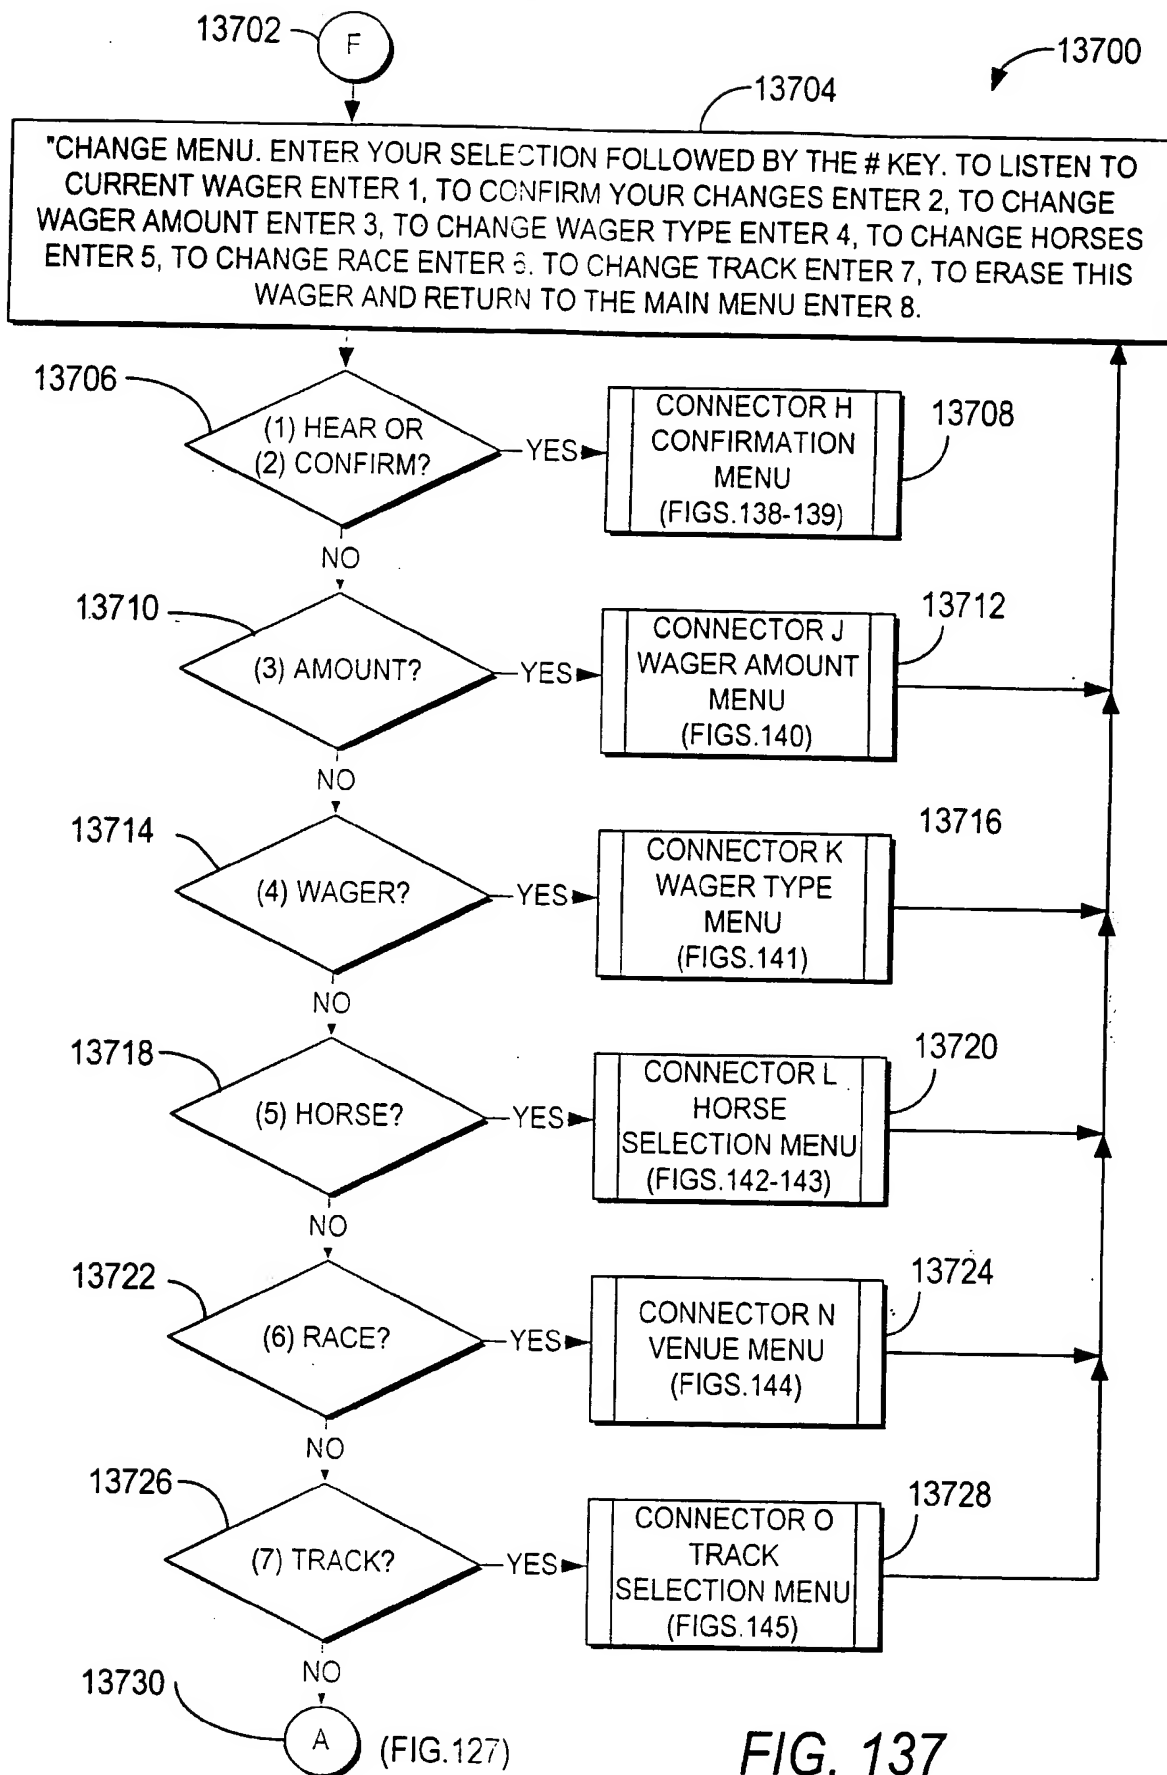 13702
F
13700
13704
"CHANGE MENU. ENTER YOUR SELECTION FOLLOWED BY THE # KEY. TO LISTEN TO
CURRENT WAGER ENTER 1, TO CONFIRM YOUR CHANGES ENTER 2, TO CHANGE
WAGER AMOUNT ENTER 3, TO CHANGE WAGER TYPE ENTER 4, TO CHANGE HORSES
ENTER 5, TO CHANGE RACE ENTER 6. TO CHANGE TRACK ENTER 7, TO ERASE THIS
WAGER AND RETURN TO THE MAIN MENU ENTER 8.
13706
(1) HEAR OR
(2) CONFIRM?
YES
CONNECTOR H
CONFIRMATION
MENU
(FIGS.138-139)
13708
NO
13710
(3) AMOUNT?
YES
CONNECTOR J
WAGER AMOUNT
MENU
(FIGS.140)
13712
NO
13714
(4) WAGER?
YES
CONNECTOR K
WAGER TYPE
MENU
(FIGS.141)
13716
NO
13718
(5) HORSE?
YES
CONNECTOR L
HORSE
SELECTION MENU
(FIGS.142-143)
13720
NO
13722
(6) RACE?
YES
CONNECTOR N
VENUE MENU
(FIGS.144)
13724
NO
13726
(7) TRACK?
YES
CONNECTOR O
TRACK
SELECTION MENU
(FIGS.145)
13728
NO
13730
A
(FIG.127)
FIG. 137